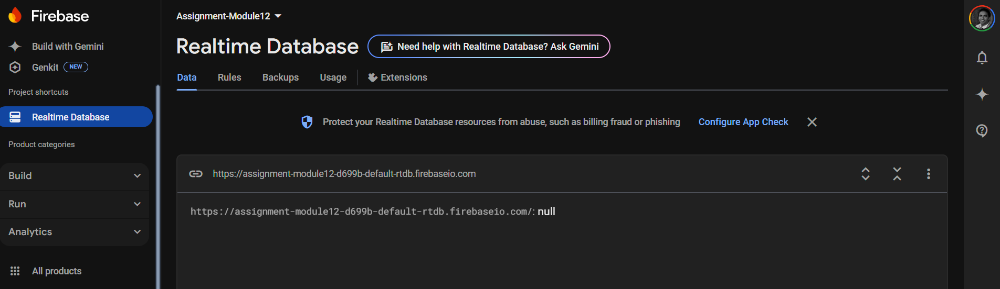 Firebase
Build with Gemini
Genkit NEW
Project shortcuts
Realtime Database
Product categories
Build
Run
Analytics
All products
Assignment-Module12
Realtime Database
Need help with Realtime Database? Ask Gemini
Data Rules Backups Usage Extensions
Protect your Realtime Database resources from abuse, such as billing fraud or phishing Configure App Check
https://assignment-module12-d699b-default-rtdb.firebaseio.com
https://assignment-module12-d699b-default-rtdb.firebaseio.com/: null